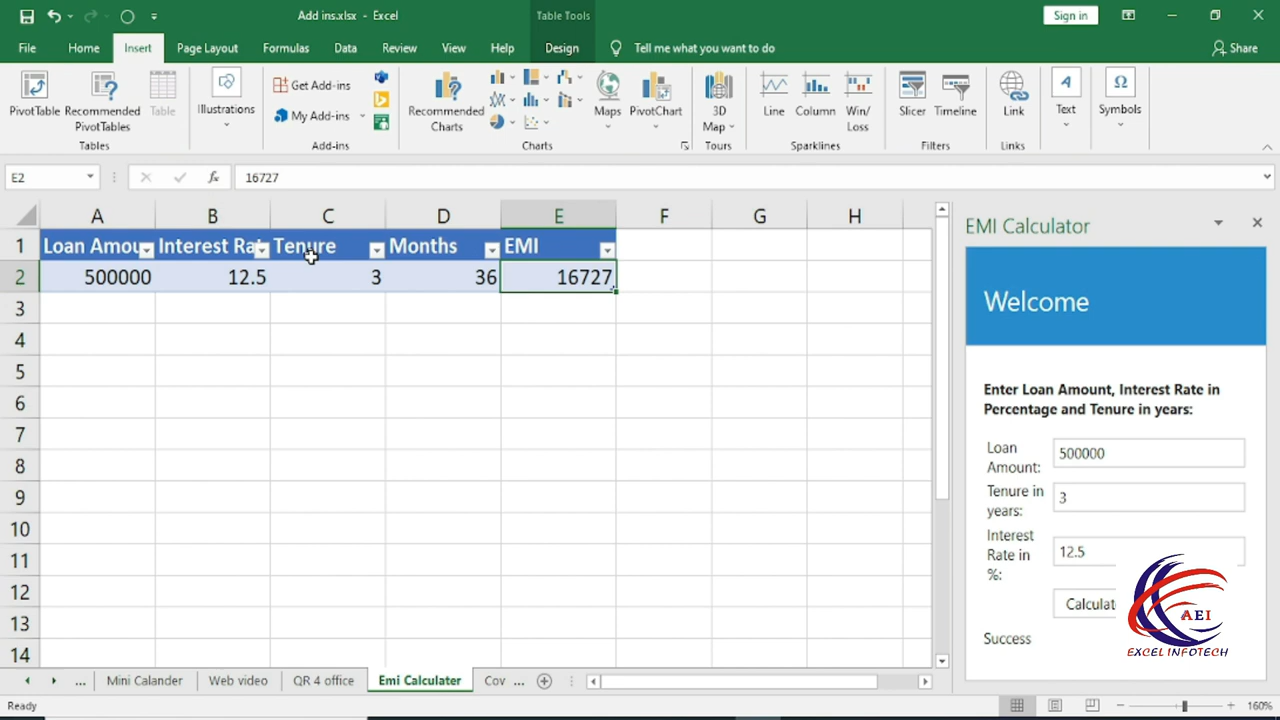 Add ins.xlsx - Excel
Table Tools
Sign in
File
Home
Insert
Page Layout
Formulas
Data
Review
View
Help
Design
Tell me what you want to do
Share
PivotTable
Recommended
PivotTables
Table
Tables
Illustrations
Get Add-ins
My Add-ins
Add-ins
Recommended
Charts
Maps
PivotChart
Charts
3D
Map
Tours
Line
Column
Win/
Loss
Sparklines
Slicer
Timeline
Filters
Link
Links
Text
Symbols
E2
fx
16727
A B C D E F G H
1 Loan Amou Interest Rat Tenure Months EMI
2 500000 12.5 3 36 16727
3
4
5
6
7
8
9
10
11
12
13
14
EMI Calculator
Welcome
Enter Loan Amount, Interest Rate in
Percentage and Tenure in years:
Loan
Amount:
500000
Tenure in
years:
3
Interest
Rate in
%:
12.5
Calculat
Success
AEI
EXCEL INFOTECH
...
Mini Calander
Web video
QR 4 office
Emi Calculater
Cov ...
Ready
160%